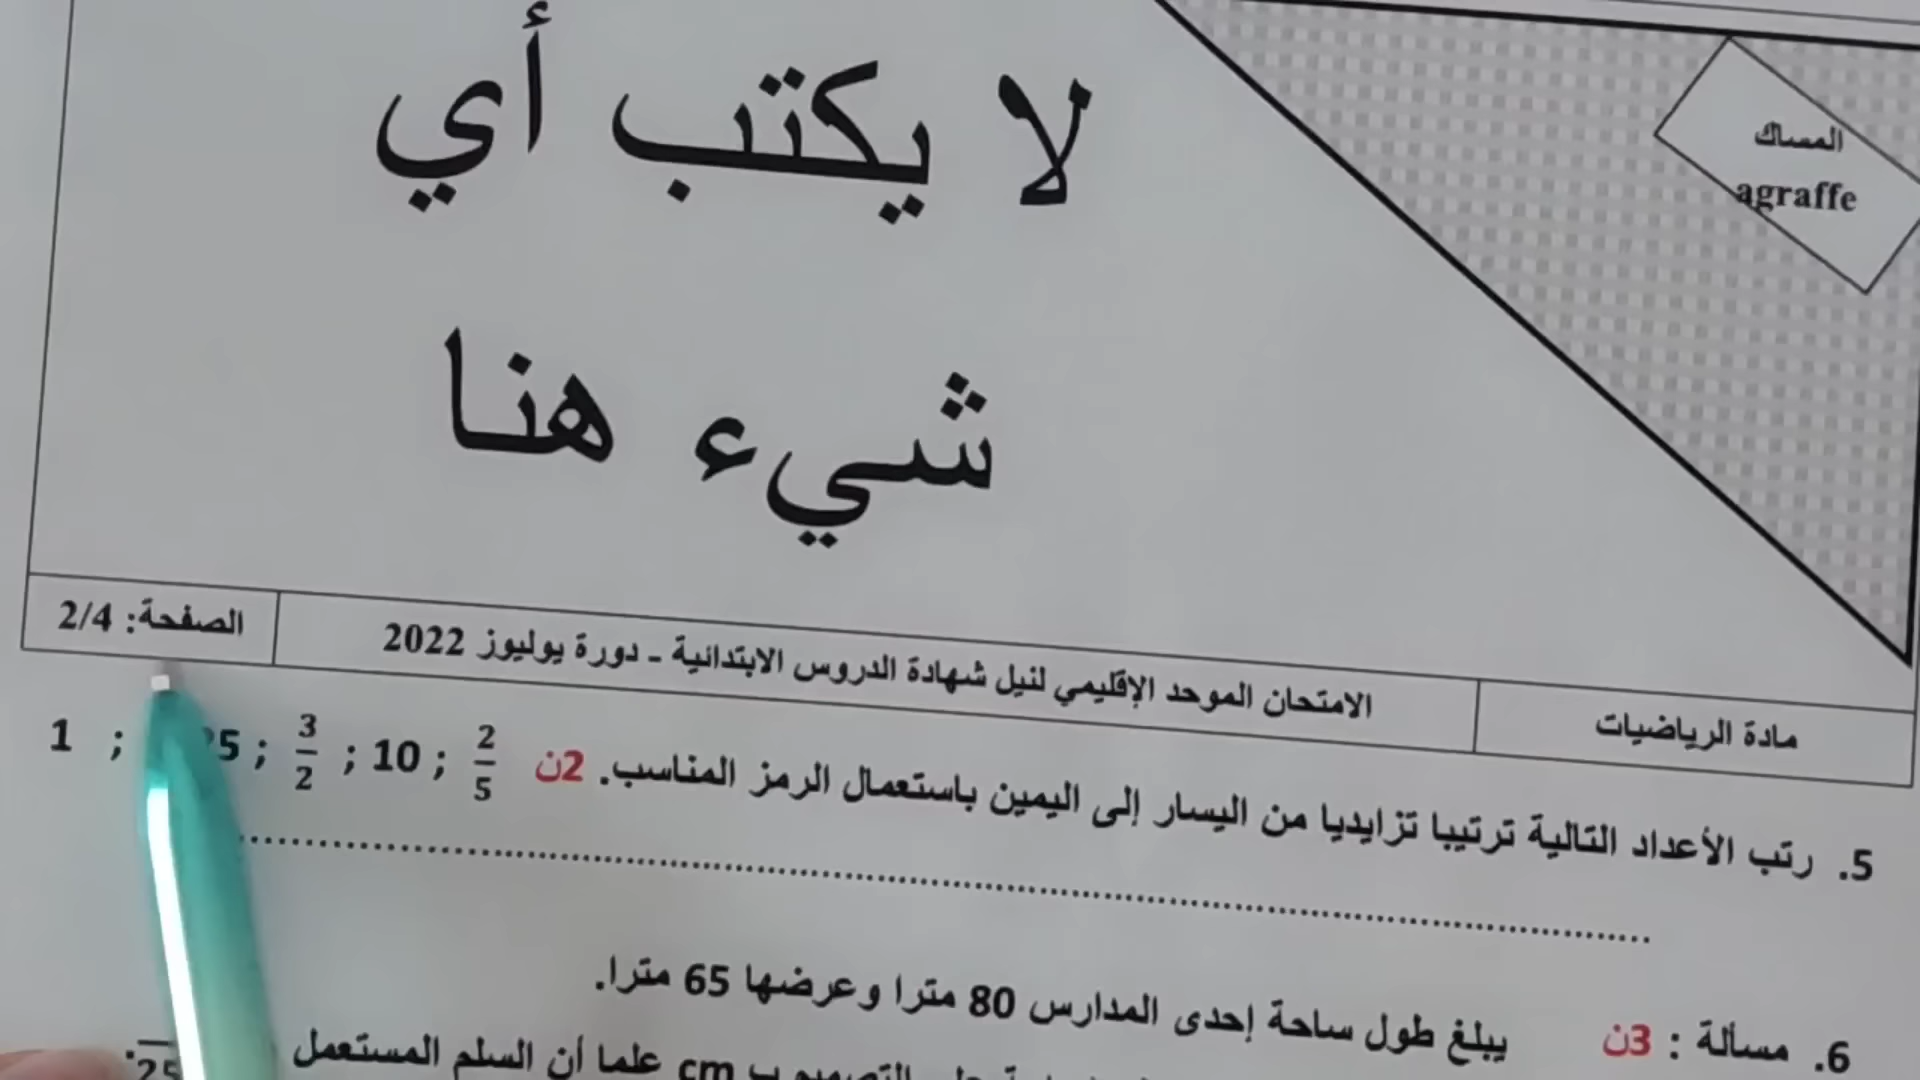 المساك
agraffe
لا يكتب أي
شيء هنا
مادة الرياضيات
الامتحان الموحد الإقليمي لنيل شهادة الدروس الابتدائية - دورة يوليوز 2022
الصفحة: 2/4
5. رتب الأعداد التالية ترتيبا تزايديا من اليسار إلى اليمين باستعمال الرمز المناسب. 2ن 2/5 ; 10 ; 3/2 ; ; 1
6. مسألة : 3ن يبلغ طول ساحة إحدى المدارس 80 مترا وعرضها 65 مترا.
التصميم ب cm علما أن السلم المستعمل